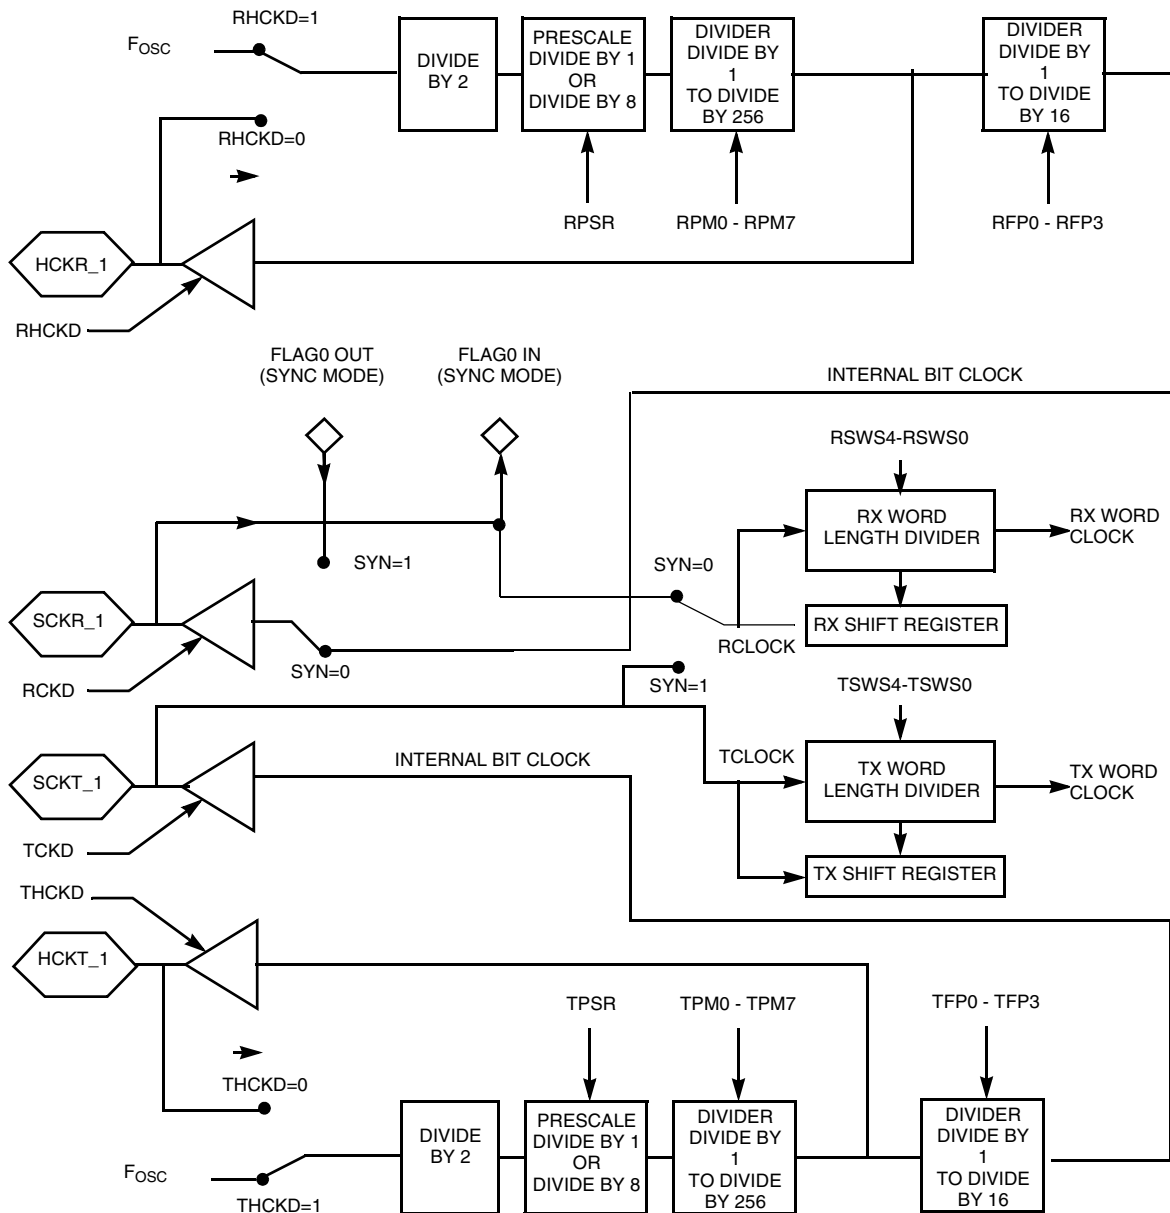 RHCKD=1
FOSC
DIVIDE
BY 2
PRESCALE
DIVIDE BY 1
OR
DIVIDE BY 8
DIVIDER
DIVIDE BY
1
TO DIVIDE
BY 256
DIVIDER
DIVIDE BY
1
TO DIVIDE
BY 16
RHCKD=0
RPSR
RPM0 - RPM7
RFP0 - RFP3
HCKR_1
RHCKD
FLAG0 OUT
(SYNC MODE)
FLAG0 IN
(SYNC MODE)
INTERNAL BIT CLOCK
RSWS4-RSWS0
RX WORD
LENGTH DIVIDER
RX WORD
CLOCK
SYN=1
SYN=0
SCKR_1
RX SHIFT REGISTER
RCLOCK
RCKD
SYN=0
SYN=1
TSWS4-TSWS0
INTERNAL BIT CLOCK
TCLOCK
SCKT_1
TX WORD
LENGTH DIVIDER
TX WORD
CLOCK
TCKD
TX SHIFT REGISTER
THCKD
HCKT_1
TPSR
TPM0 - TPM7
TFP0 - TFP3
THCKD=0
DIVIDE
BY 2
PRESCALE
DIVIDE BY 1
OR
DIVIDE BY 8
DIVIDER
DIVIDE BY
1
TO DIVIDE
BY 256
DIVIDER
DIVIDE BY
1
TO DIVIDE
BY 16
FOSC
THCKD=1